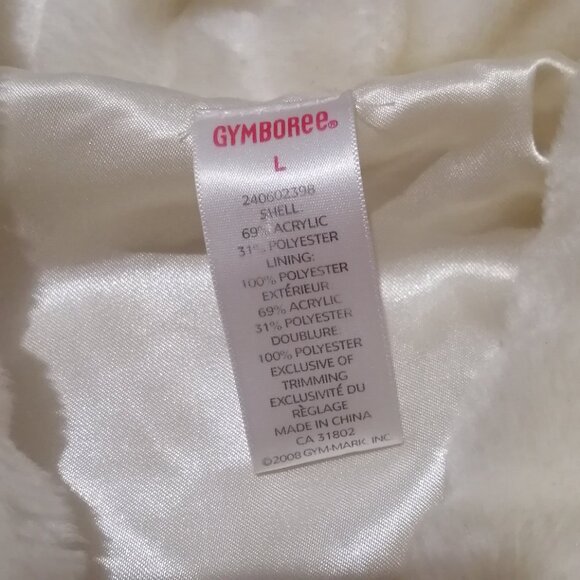 GYMBOREE®
L
240602398
SHELL:
69% ACRYLIC
31% POLYESTER
LINING:
100% POLYESTER
EXTÉRIEUR:
69% ACRYLIC
31% POLYESTER
DOUBLURE:
100% POLYESTER
EXCLUSIVE OF
TRIMMING
EXCLUSIVITÉ DU
RÈGLAGE
MADE IN CHINA
CA 31802
©2008 GYM-MARK, INC.